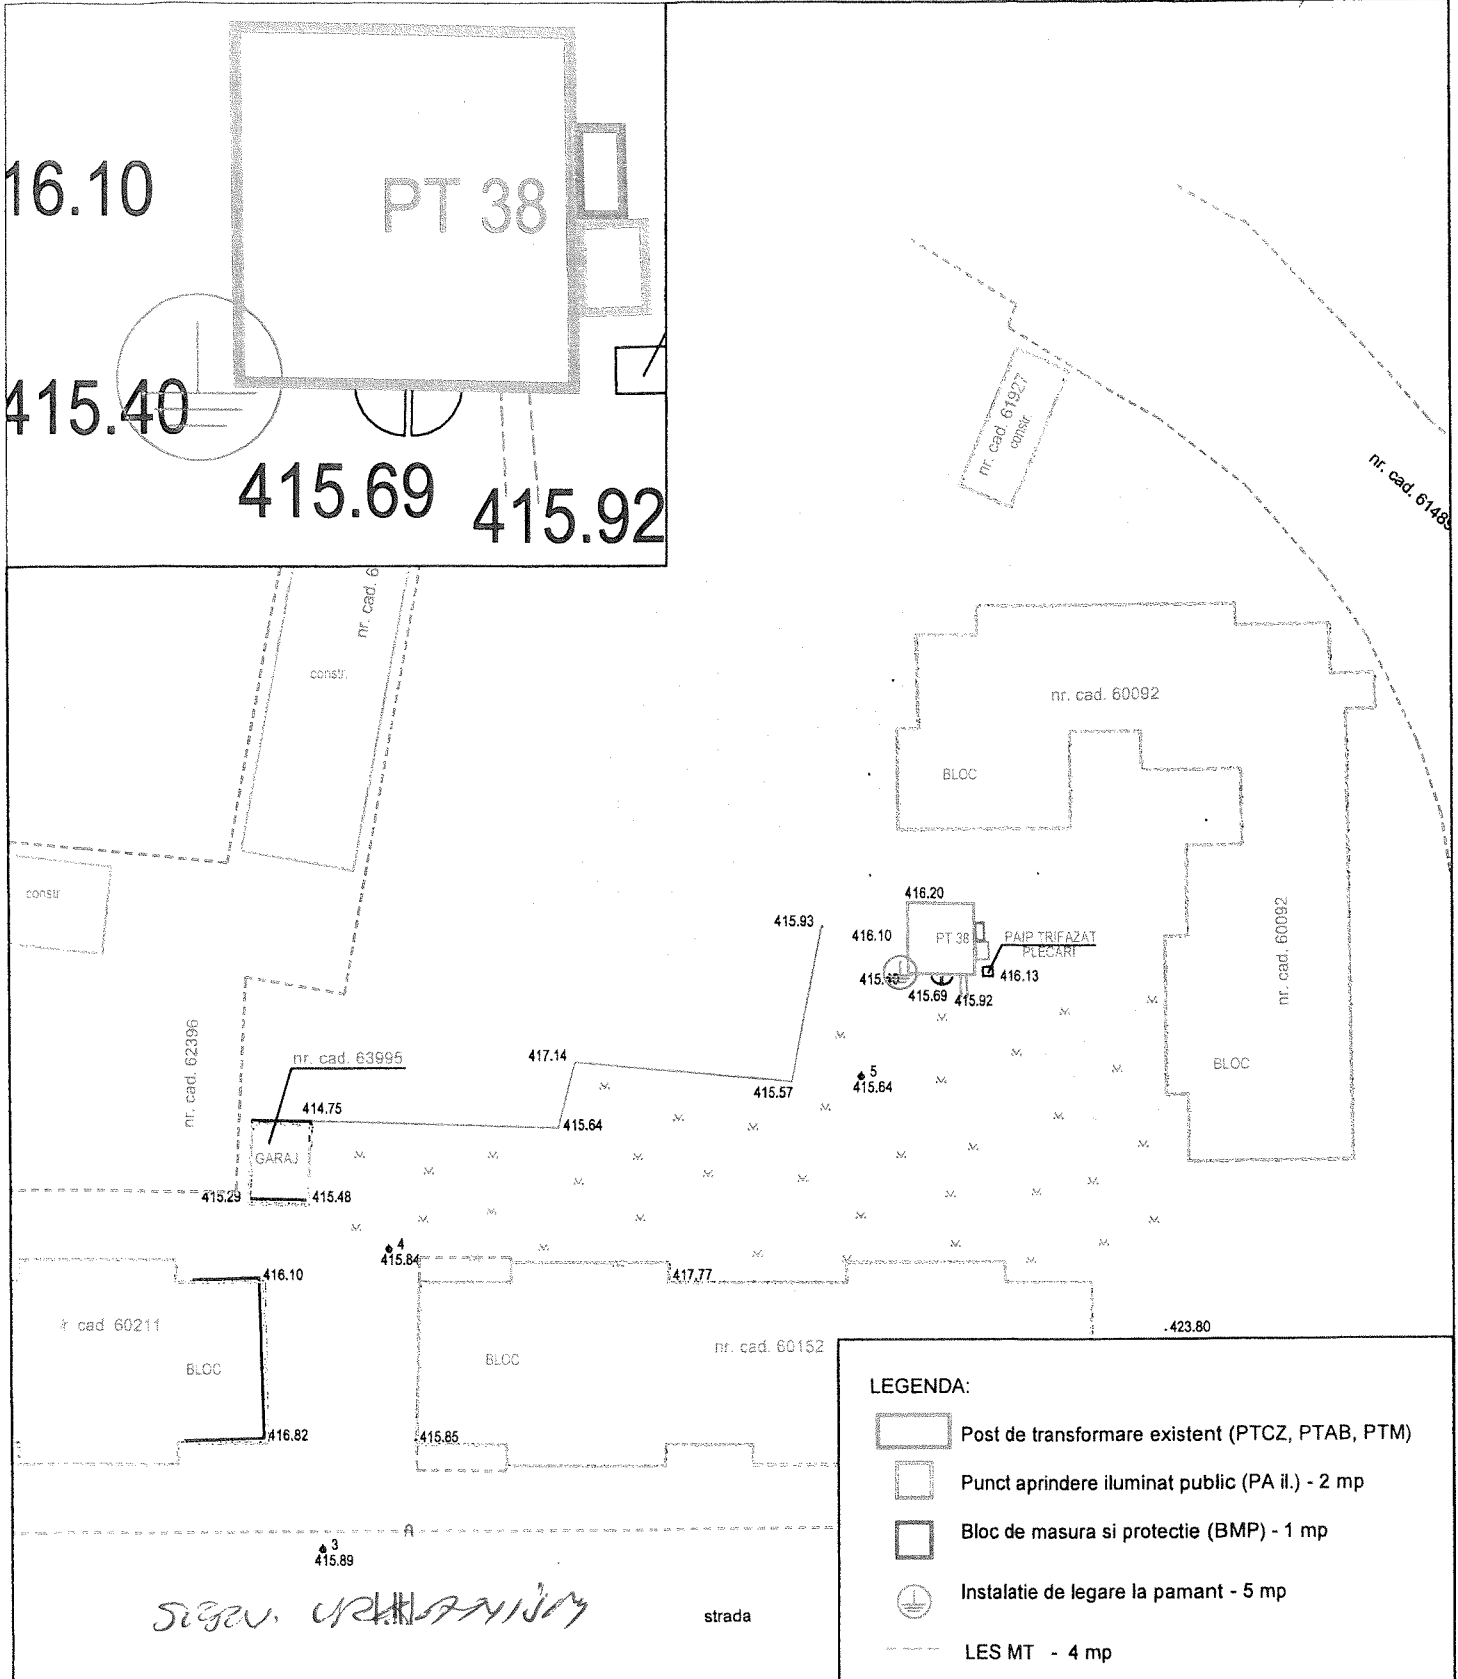 16.10
PT 38
415.40
415.69
415.92
nr. cad. 61927
constr.
nr. cad. 61489
nr. cad. 6
constr.
nr. cad. 60092
BLOC
constr
416.20
415.93
416.10
PT 38
PAIP TRIFAZAT
PLECARI
415.40
416.13
415.69
415.92
nr. cad. 60092
nr. cad. 62396
nr. cad. 63995
417.14
5
415.64
415.57
BLOC
414.75
415.64
GARAJ
415.29
415.48
4
415.84
416.10
417.77
cad 60211
BLOC
BLOC
nr. cad. 60152
.423.80
416.82
415.85
A
3
415.89
strada
LEGENDA:
Post de transformare existent (PTCZ, PTAB, PTM)
Punct aprindere iluminat public (PA il.) - 2 mp
Bloc de masura si protectie (BMP) - 1 mp
Instalatie de legare la pamant - 5 mp
LES MT - 4 mp